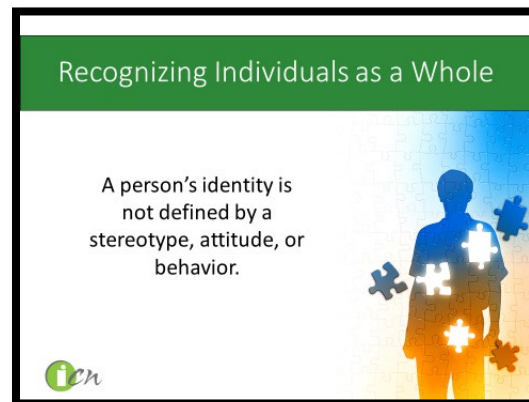 Recognizing Individuals as a Whole
A person's identity is
not defined by a
stereotype, attitude, or
behavior.
icn